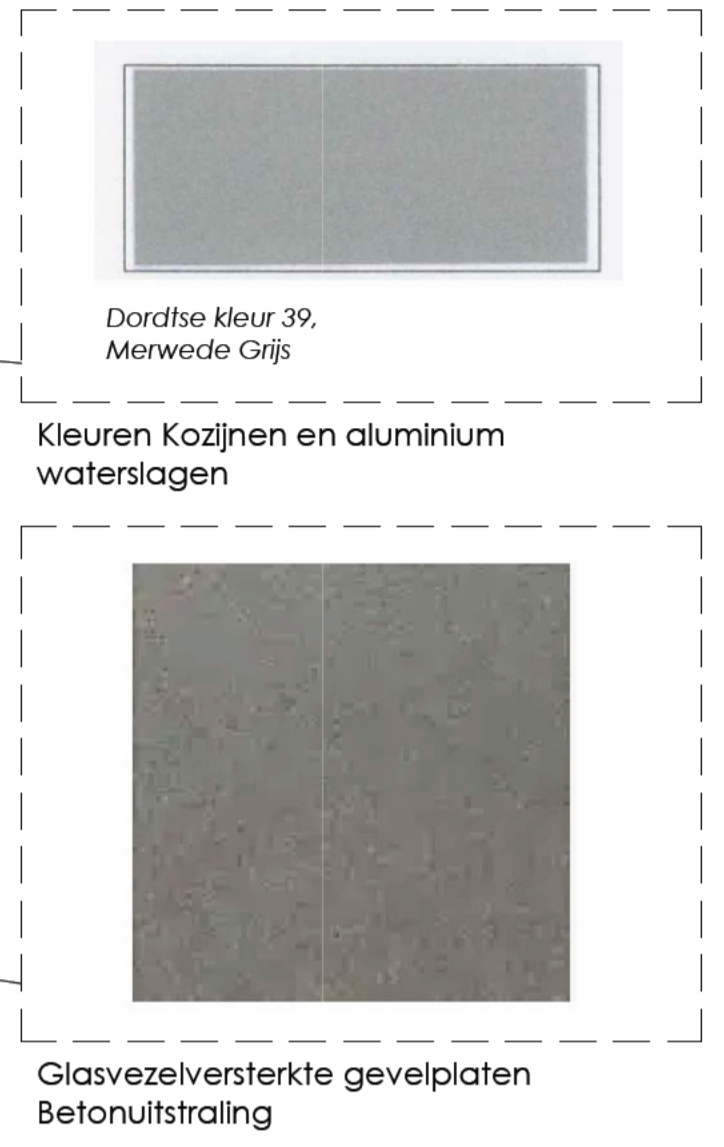 Dordtse kleur 39,
Merwede Grijs
Kleuren Kozijnen en aluminium
waterslagen
Glasvezelversterkte gevelplaten
Betonuitstraling